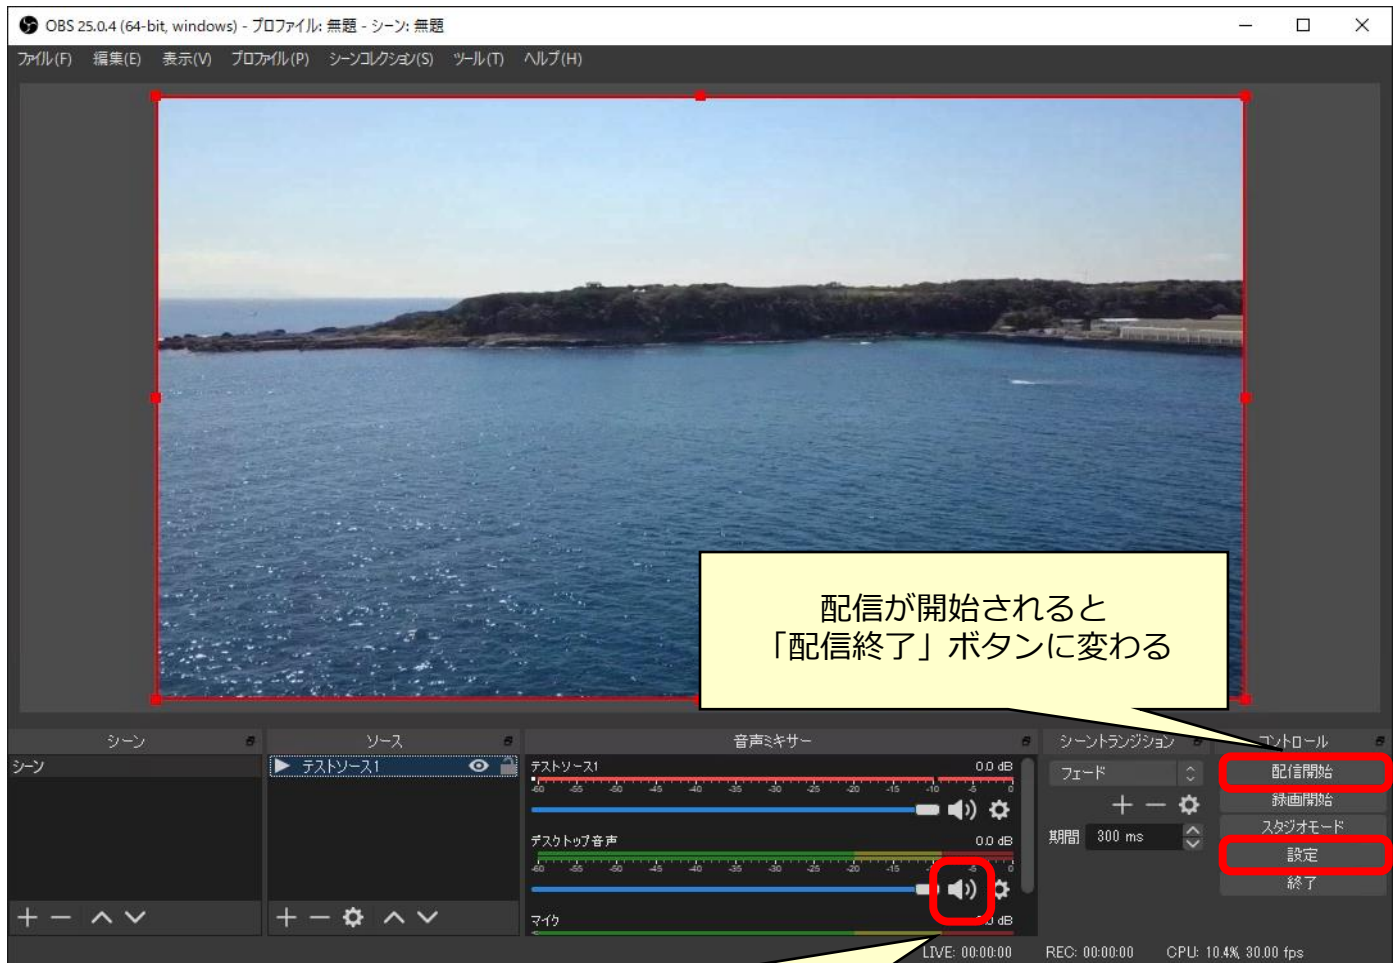 OBS 25.0.4 (64-bit, windows) - プロファイル: 無題 - シーン: 無題
ファイル(F) 編集(E) 表示(V) プロファイル(P) シーンコレクション(S) ツール(T) ヘルプ(H)
配信が開始されると
「配信終了」ボタンに変わる
シーン
シーン
ソース
テストソース1
音声ミキサー
テストソース1 0.0 dB
-60 -55 -50 -45 -40 -35 -30 -25 -20 -15 -10 -5 0
デスクトップ音声 0.0 dB
-60 -55 -50 -45 -40 -35 -30 -25 -20 -15 -5 0
マイク dB
シーントランジション
フェード
期間 300 ms
コントロール
配信開始
録画開始
スタジオモード
設定
終了
LIVE: 00:00:00 REC: 00:00:00 CPU: 10.4%, 30.00 fps